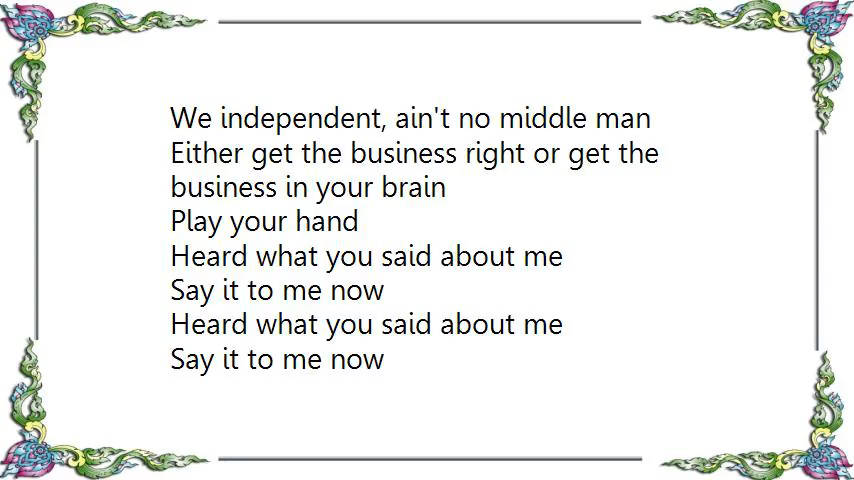 We independent, ain't no middle man
Either get the business right or get the
business in your brain
Play your hand
Heard what you said about me
Say it to me now
Heard what you said about me
Say it to me now